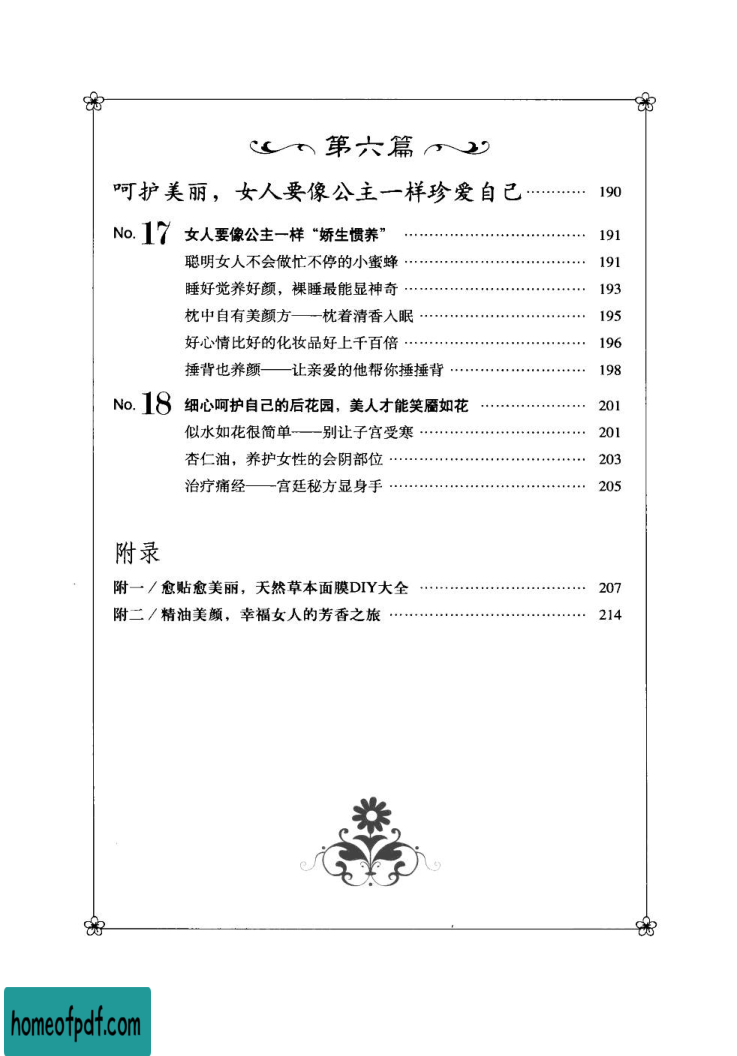 第六篇
呵护美丽，女人要像公主一样珍爱自己………… 190
No. 17 女人要像公主一样“娇生惯养” ……………………………… 191
聪明女人不会做忙不停的小蜜蜂……………………………… 191
睡好觉养好颜，裸睡最能显神奇……………………………… 193
枕中自有美颜方——枕着清香入眠…………………………… 195
好心情比好的化妆品好上千百倍……………………………… 196
捶背也养颜——让亲爱的他帮你捶捶背……………………… 198
No. 18 细心呵护自己的后花园，美人才能笑靥如花 ………………… 201
似水如花很简单——别让子宫受寒…………………………… 201
杏仁油，养护女性的会阴部位………………………………… 203
治疗痛经——宫廷秘方显身手………………………………… 205
附录
附一／愈贴愈美丽，天然草本面膜DIY大全 …………………………… 207
附二／精油美颜，幸福女人的芳香之旅 ………………………………… 214
homeofpdf.com